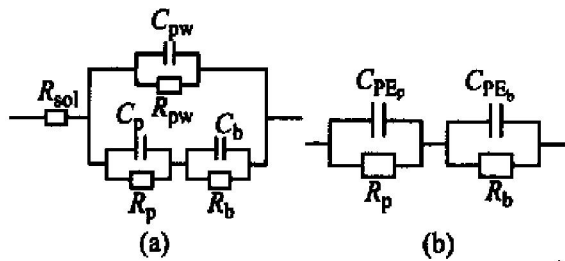 C_pw
R_sol
R_pw
C_p
C_b
R_p
R_b
(a)
C_PE_p
C_PE_b
R_p
R_b
(b)